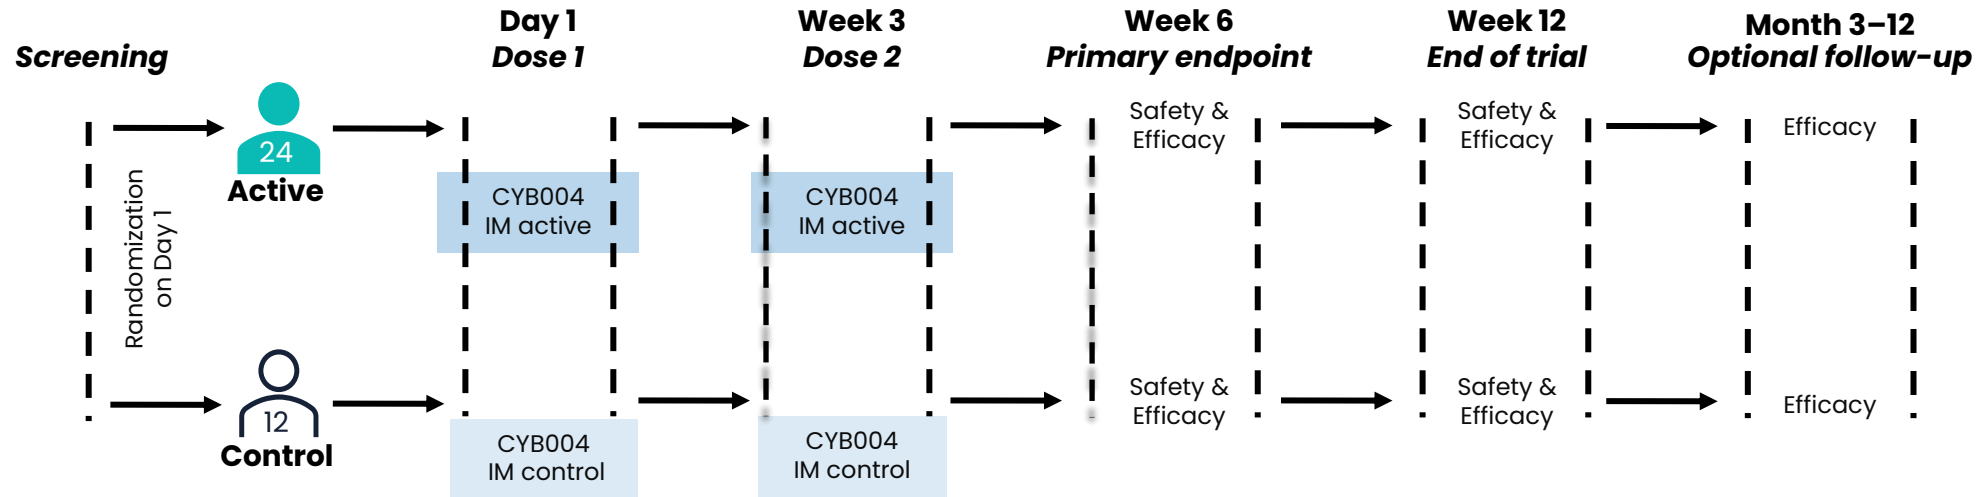 Screening
Day 1
Dose 1
Week 3
Dose 2
Week 6
Primary endpoint
Week 12
End of trial
Month 3–12
Optional follow-up
Randomization
on Day 1
24
Active
CYB004
IM active
CYB004
IM active
Safety &
Efficacy
Safety &
Efficacy
Efficacy
12
Control
CYB004
IM control
CYB004
IM control
Safety &
Efficacy
Safety &
Efficacy
Efficacy